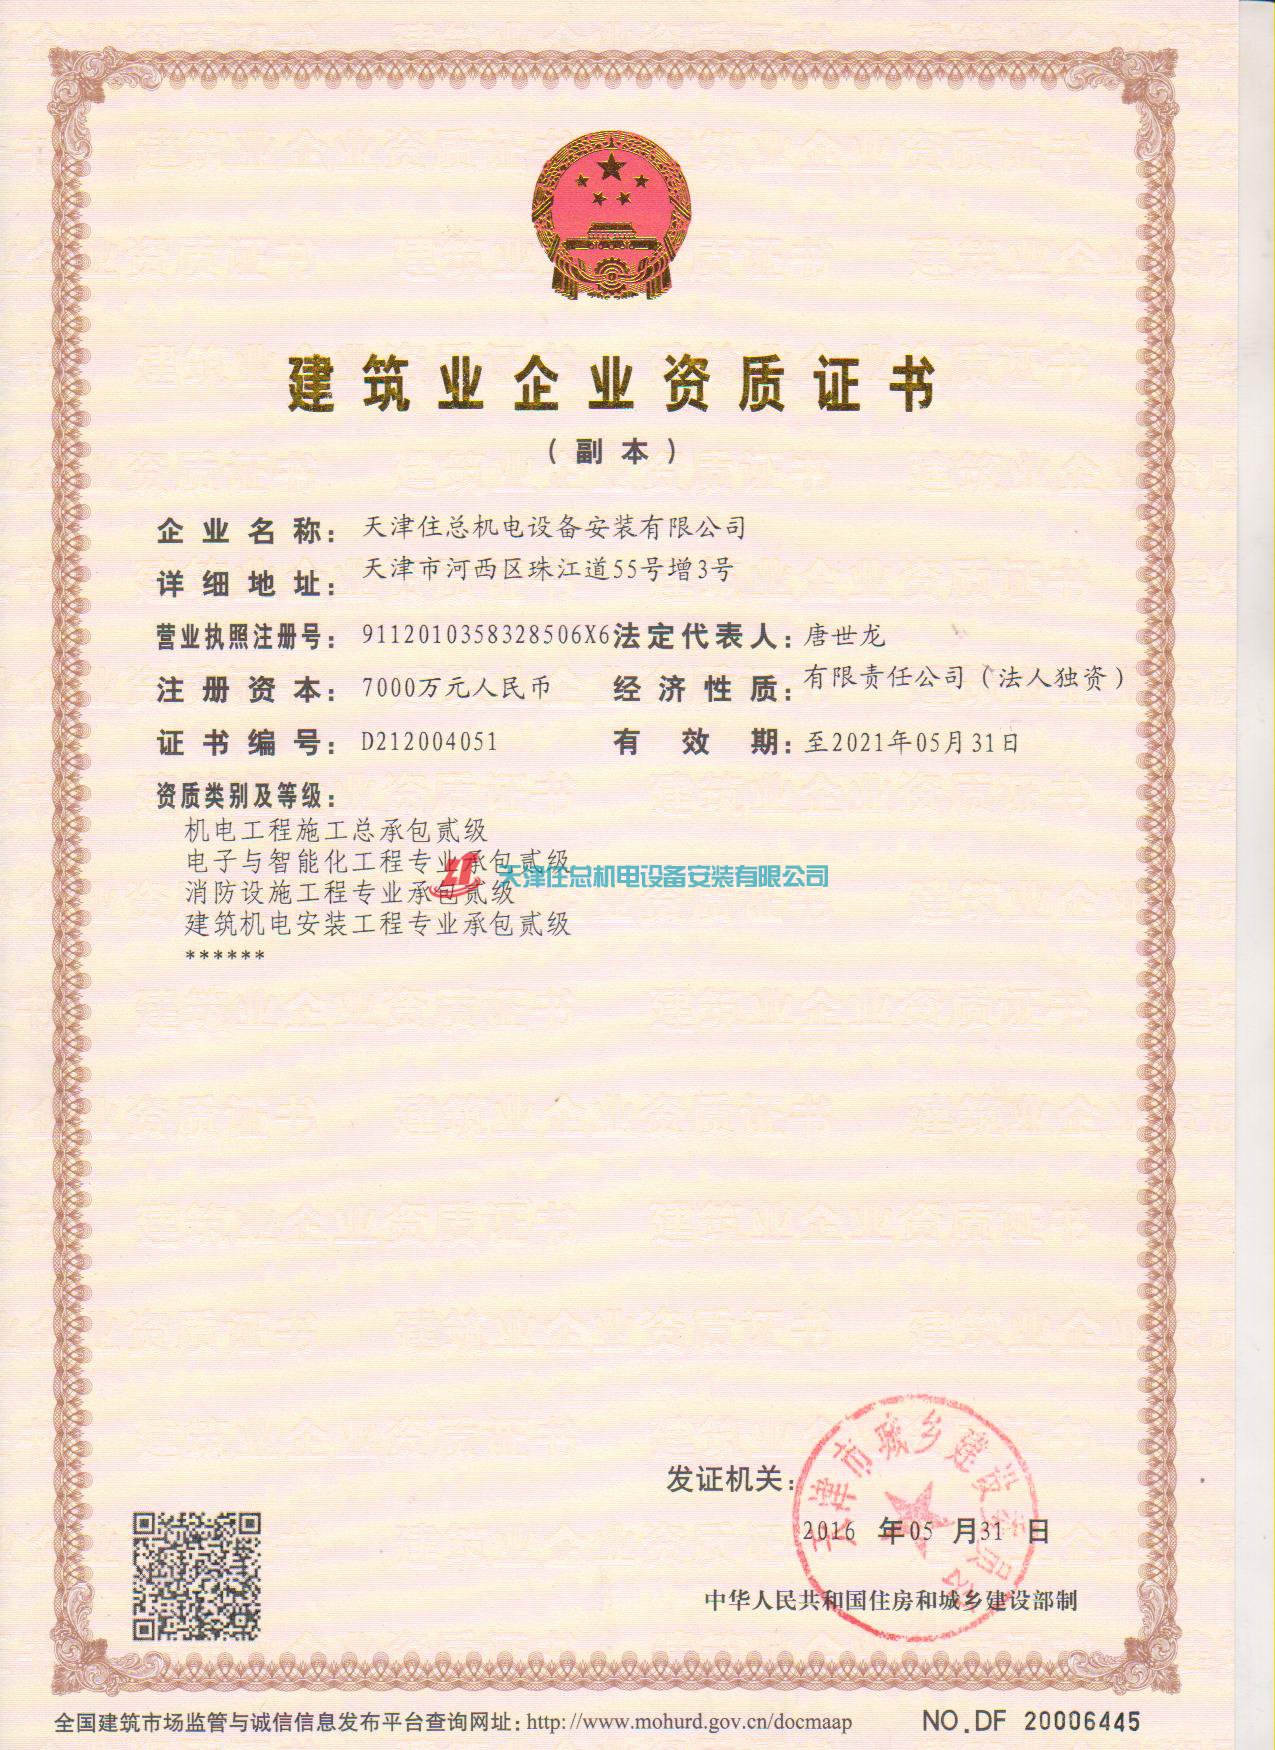 建筑业企业资质证书
（副本）
企业名称：天津住总机电设备安装有限公司
详细地址：天津市河西区珠江道55号增3号
营业执照注册号：9112010358328506X6 法定代表人：唐世龙
注册资本：7000万元人民币 经济性质：有限责任公司（法人独资）
证书编号：D212004051 有效期：至2021年05月31日
资质类别及等级：
机电工程施工总承包贰级
电子与智能化工程专业承包贰级
天津住总机电设备安装有限公司
消防设施工程专业承包贰级
建筑机电安装工程专业承包贰级
******
发证机关：
天津市城乡建设委员会
2016 年05 月31 日
中华人民共和国住房和城乡建设部制
全国建筑市场监管与诚信信息发布平台查询网址：http://www.mohurd.gov.cn/docmaap
NO.DF 20006445